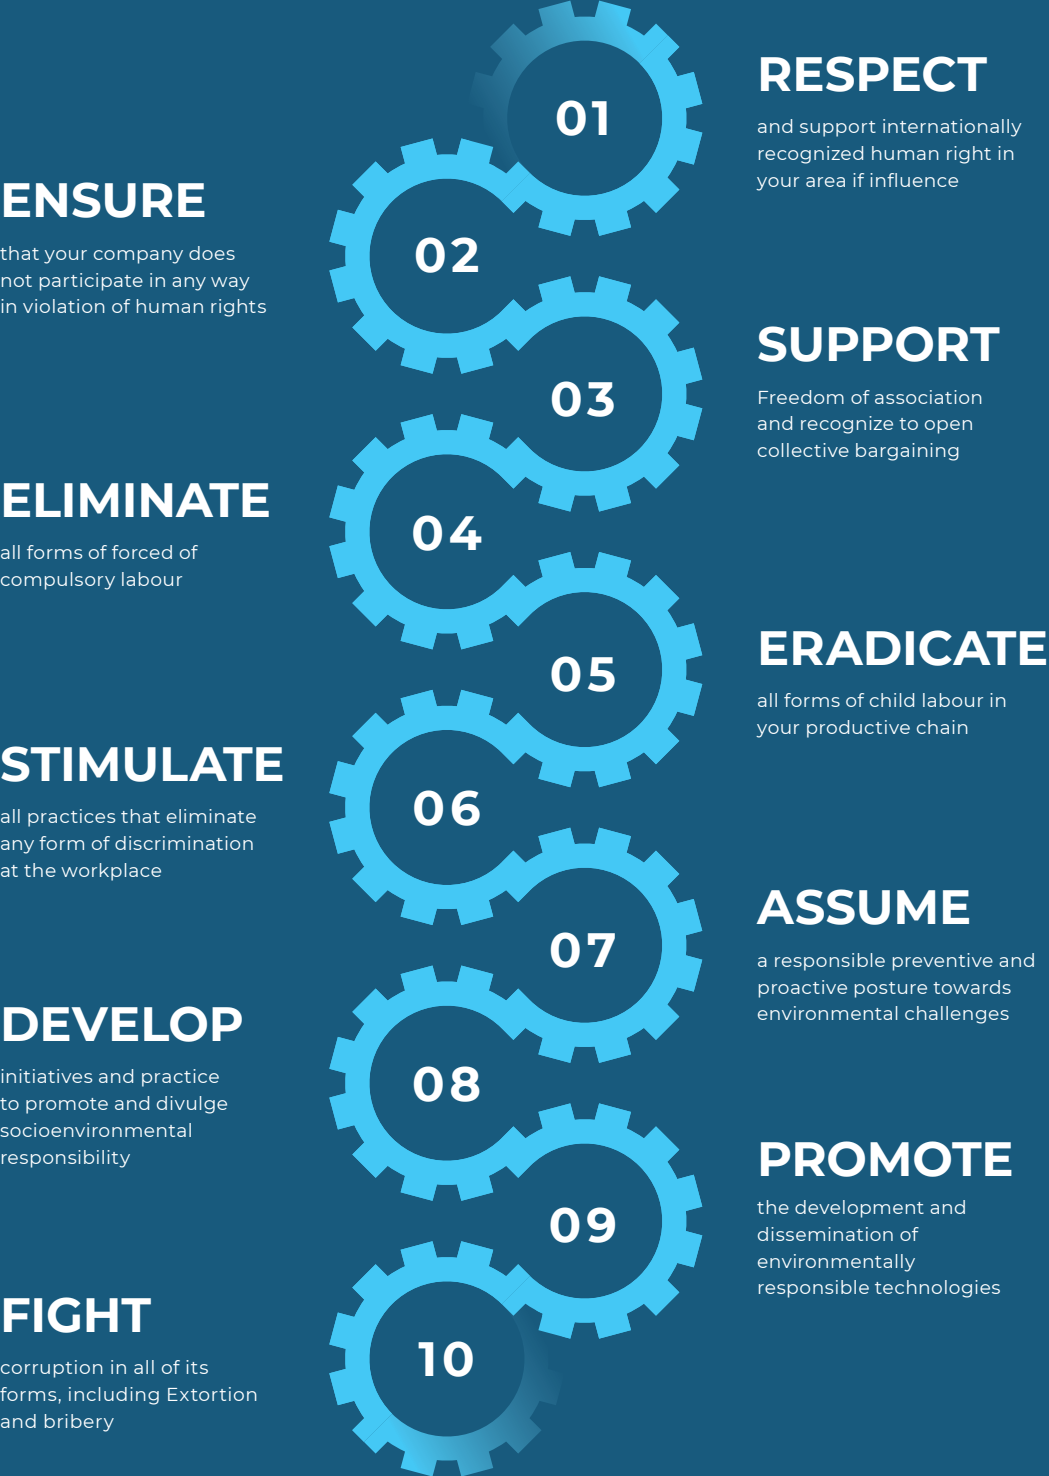 01
RESPECT
and support internationally
recognized human right in
your area if influence
ENSURE
that your company does
not participate in any way
in violation of human rights
02
03
SUPPORT
Freedom of association
and recognize to open
collective bargaining
ELIMINATE
all forms of forced of
compulsory labour
04
05
ERADICATE
all forms of child labour in
your productive chain
STIMULATE
all practices that eliminate
any form of discrimination
at the workplace
06
07
ASSUME
a responsible preventive and
proactive posture towards
environmental challenges
DEVELOP
initiatives and practice
to promote and divulge
socioenvironmental
responsibility
08
09
PROMOTE
the development and
dissemination of
environmentally
responsible technologies
FIGHT
corruption in all of its
forms, including Extortion
and bribery
10